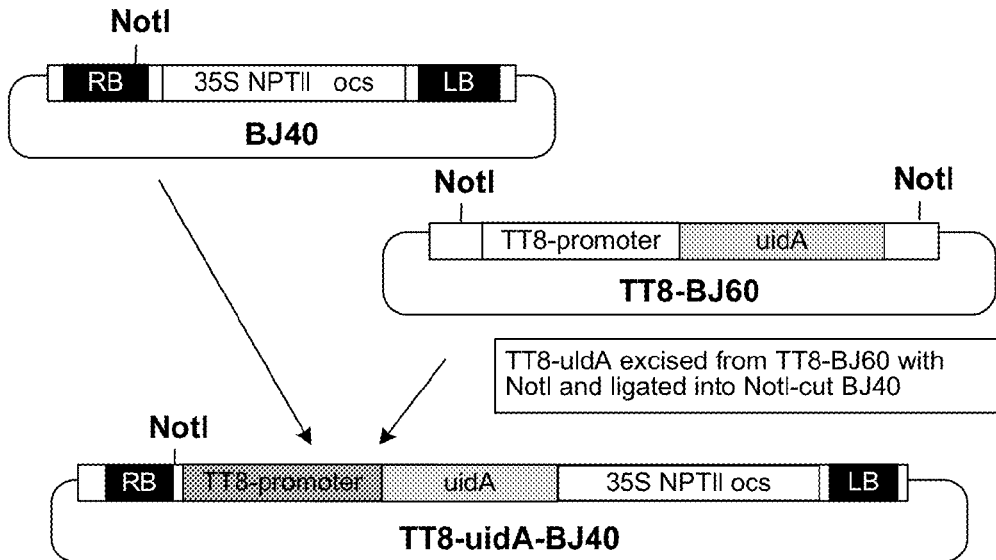 NotI
RB 35S NPTII ocs LB
BJ40
NotI NotI
TT8-promoter uidA
TT8-BJ60
TT8-uIdA excised from TT8-BJ60 with
NotI and ligated into NotI-cut BJ40
NotI
RB TT8-promoter uidA 35S NPTII ocs LB
TT8-uidA-BJ40